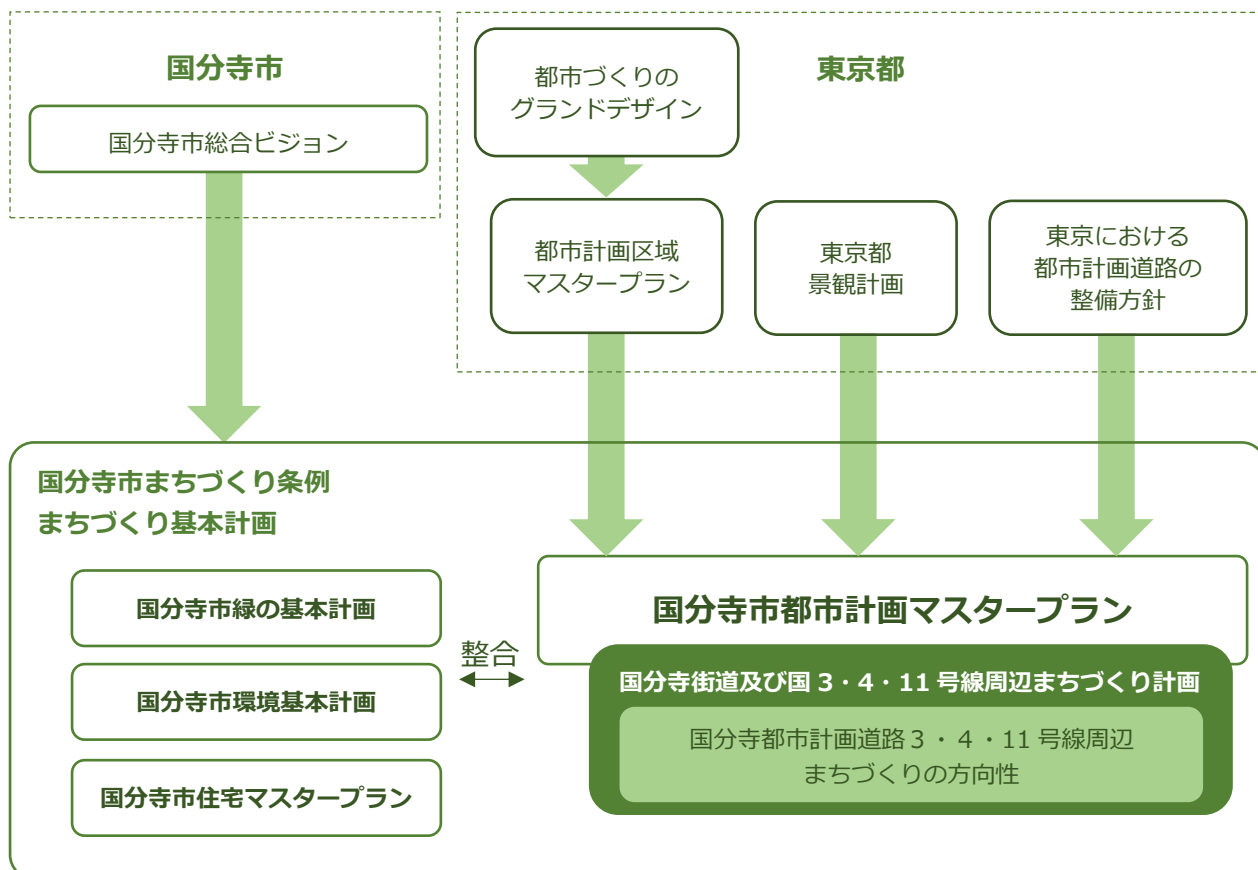 国分寺市
国分寺市総合ビジョン
東京都
都市づくりの
グランドデザイン
都市計画区域
マスタープラン
東京都
景観計画
東京における
都市計画道路の
整備方針
国分寺市まちづくり条例
まちづくり基本計画
国分寺市緑の基本計画
国分寺市環境基本計画
国分寺市住宅マスタープラン
整合
国分寺市都市計画マスタープラン
国分寺街道及び国 3・4・11 号線周辺まちづくり計画
国分寺都市計画道路３・４・11 号線周辺
まちづくりの方向性